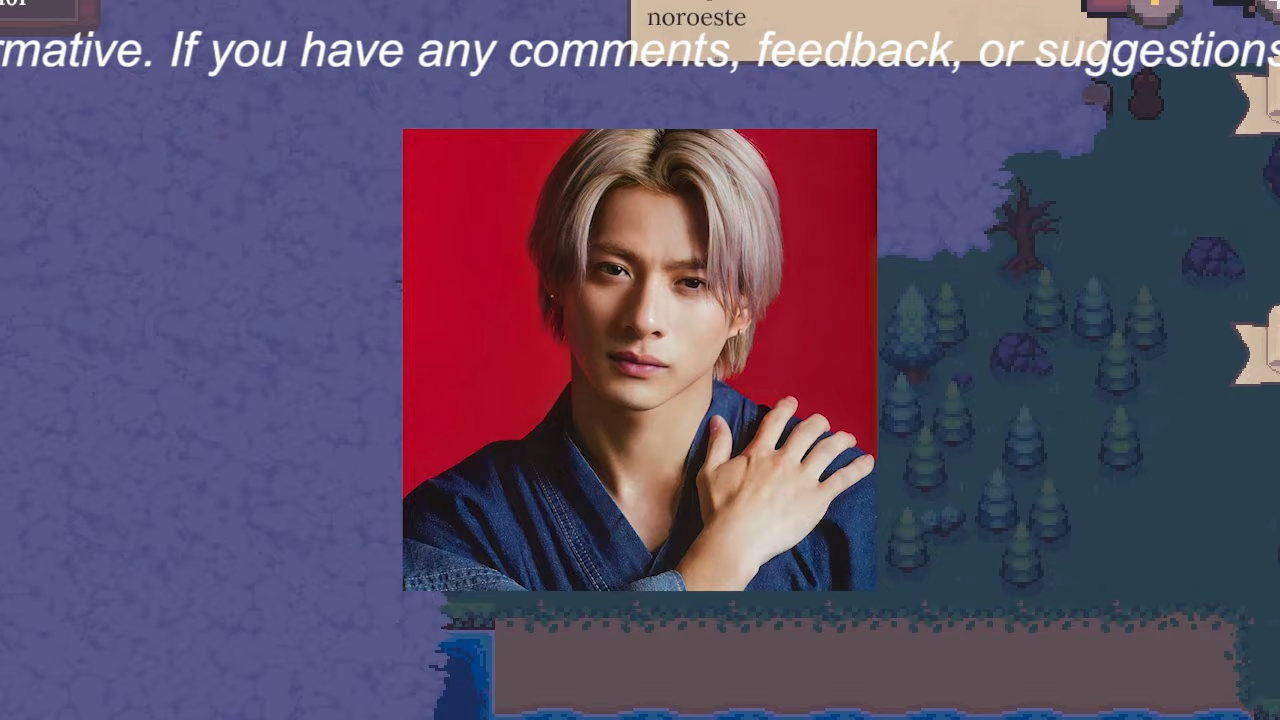 noroeste
rmative. If you have any comments, feedback, or suggestions